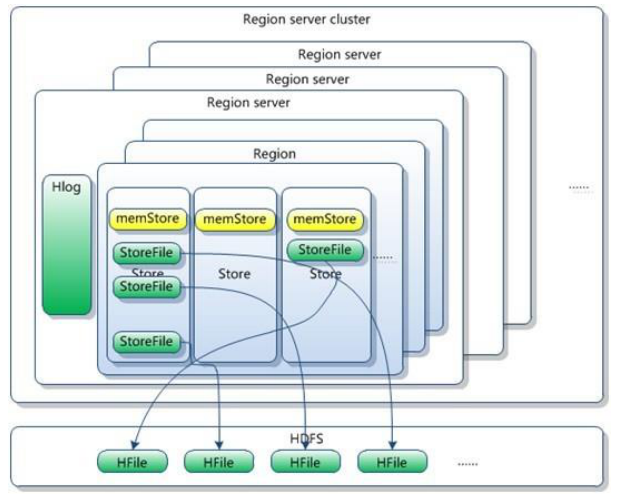 Region server cluster
Region server
Region server
Region server
Region
Hlog
memStore
memStore
memStore
StoreFile
StoreFile
Store
Store
Store
StoreFile
StoreFile
......
......
HDFS
HFile
HFile
HFile
HFile
......